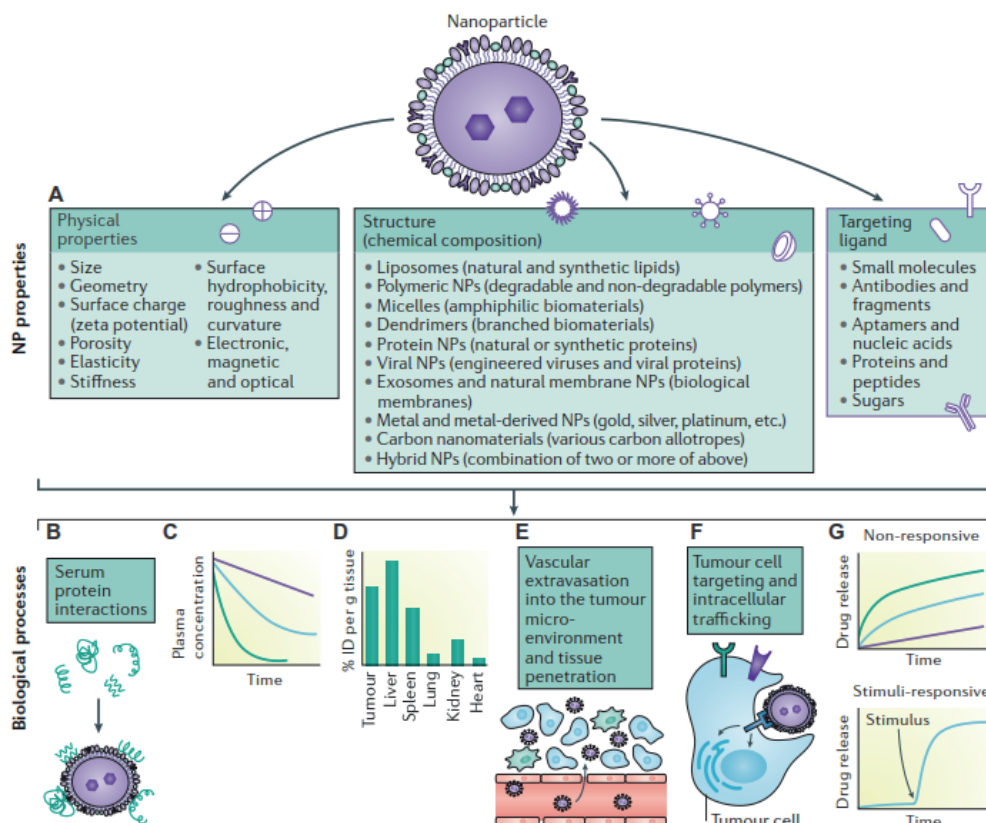 Nanoparticle
A
NP properties
Physical
properties
• Size
• Geometry
• Surface charge
(zeta potential)
• Porosity
• Elasticity
• Stiffness
• Surface
hydrophobicity,
roughness and
curvature
• Electronic,
magnetic
and optical
Structure
(chemical composition)
• Liposomes (natural and synthetic lipids)
• Polymeric NPs (degradable and non-degradable polymers)
• Micelles (amphiphilic biomaterials)
• Dendrimers (branched biomaterials)
• Protein NPs (natural or synthetic proteins)
• Viral NPs (engineered viruses and viral proteins)
• Exosomes and natural membrane NPs (biological
membranes)
• Metal and metal-derived NPs (gold, silver, platinum, etc.)
• Carbon nanomaterials (various carbon allotropes)
• Hybrid NPs (combination of two or more of above)
Targeting
ligand
• Small molecules
• Antibodies and
fragments
• Aptamers and
nucleic acids
• Proteins and
peptides
• Sugars
Biological processes
B
Serum
protein
interactions
C
Plasma
concentration
Time
D
% ID per g tissue
Tumour
Liver
Spleen
Lung
Kidney
Heart
E
Vascular
extravasation
into the tumour
micro-
environment
and tissue
penetration
F
Tumour cell
targeting and
intracellular
trafficking
Tumour cell
G
Non-responsive
Drug release
Time
Stimuli-responsive
Stimulus
Drug release
Time